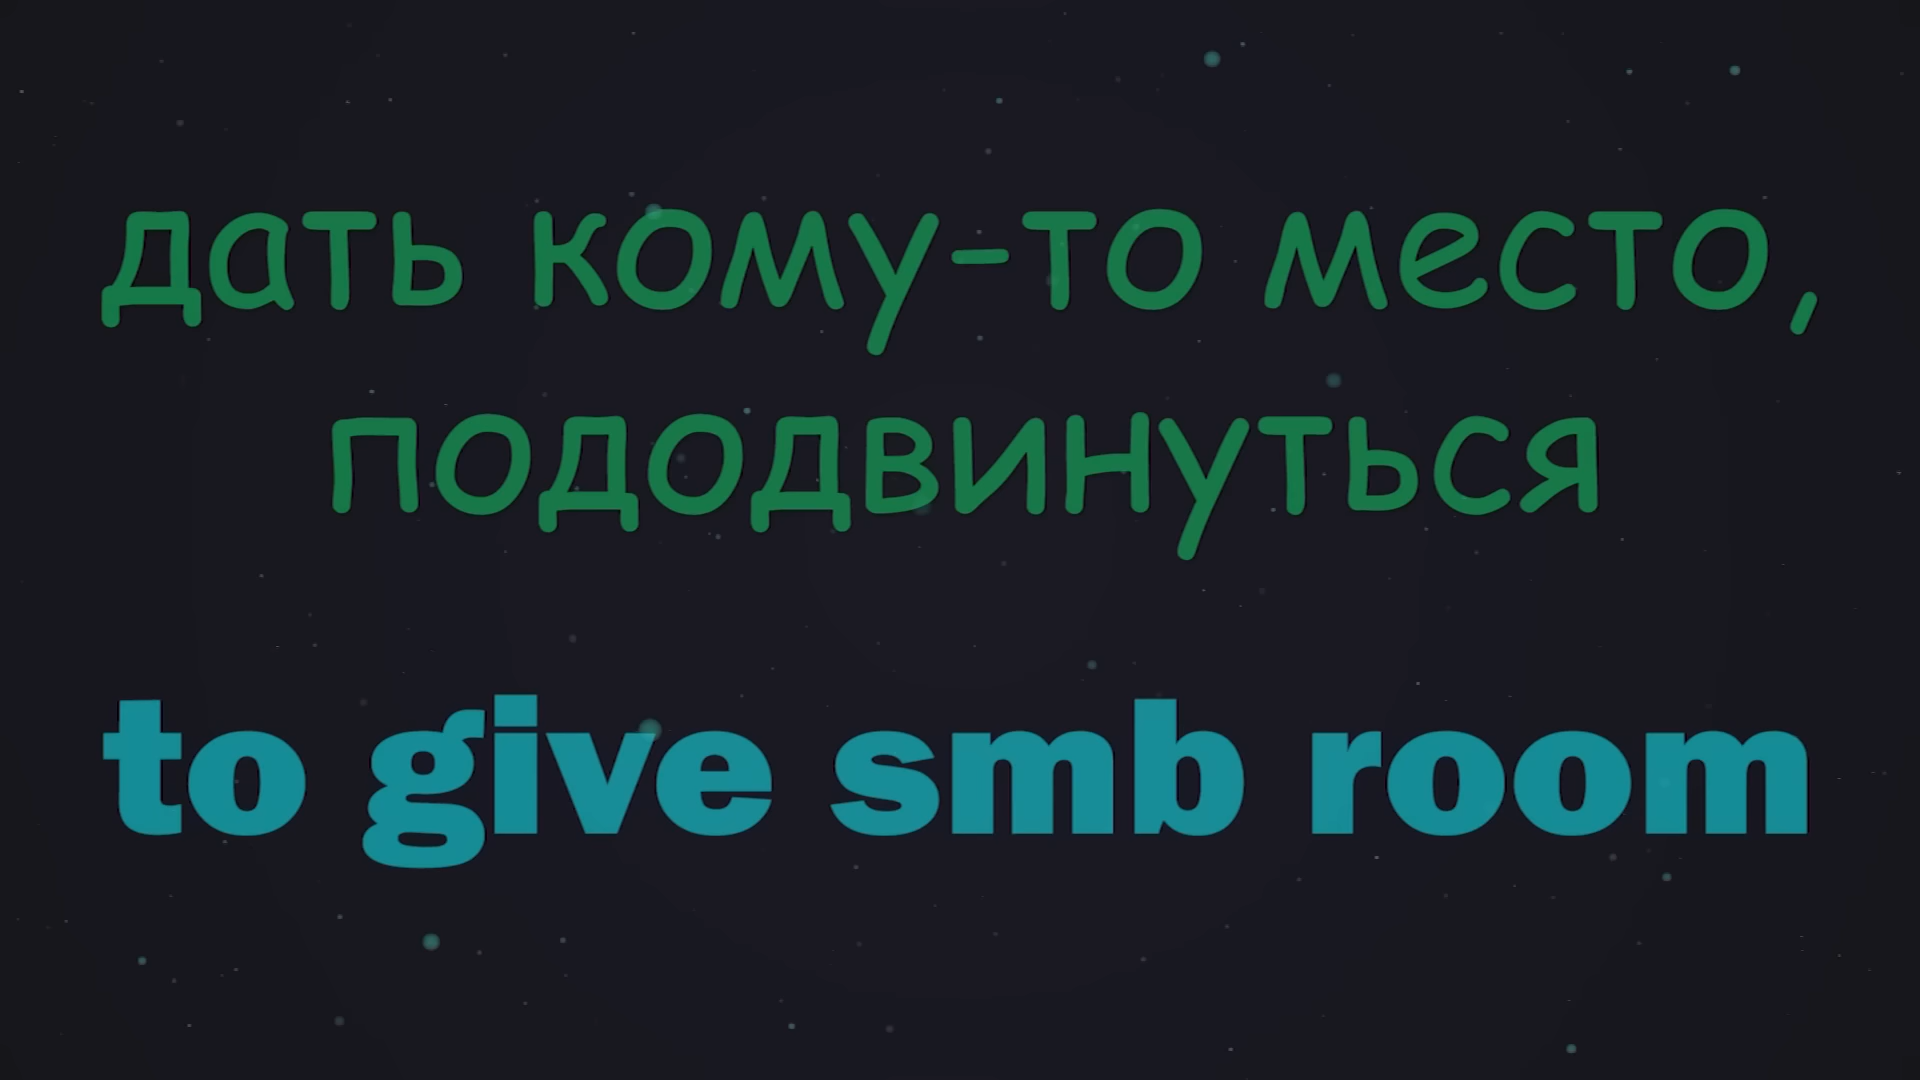 дать кому-то место,
пододвинуться
to give smb room